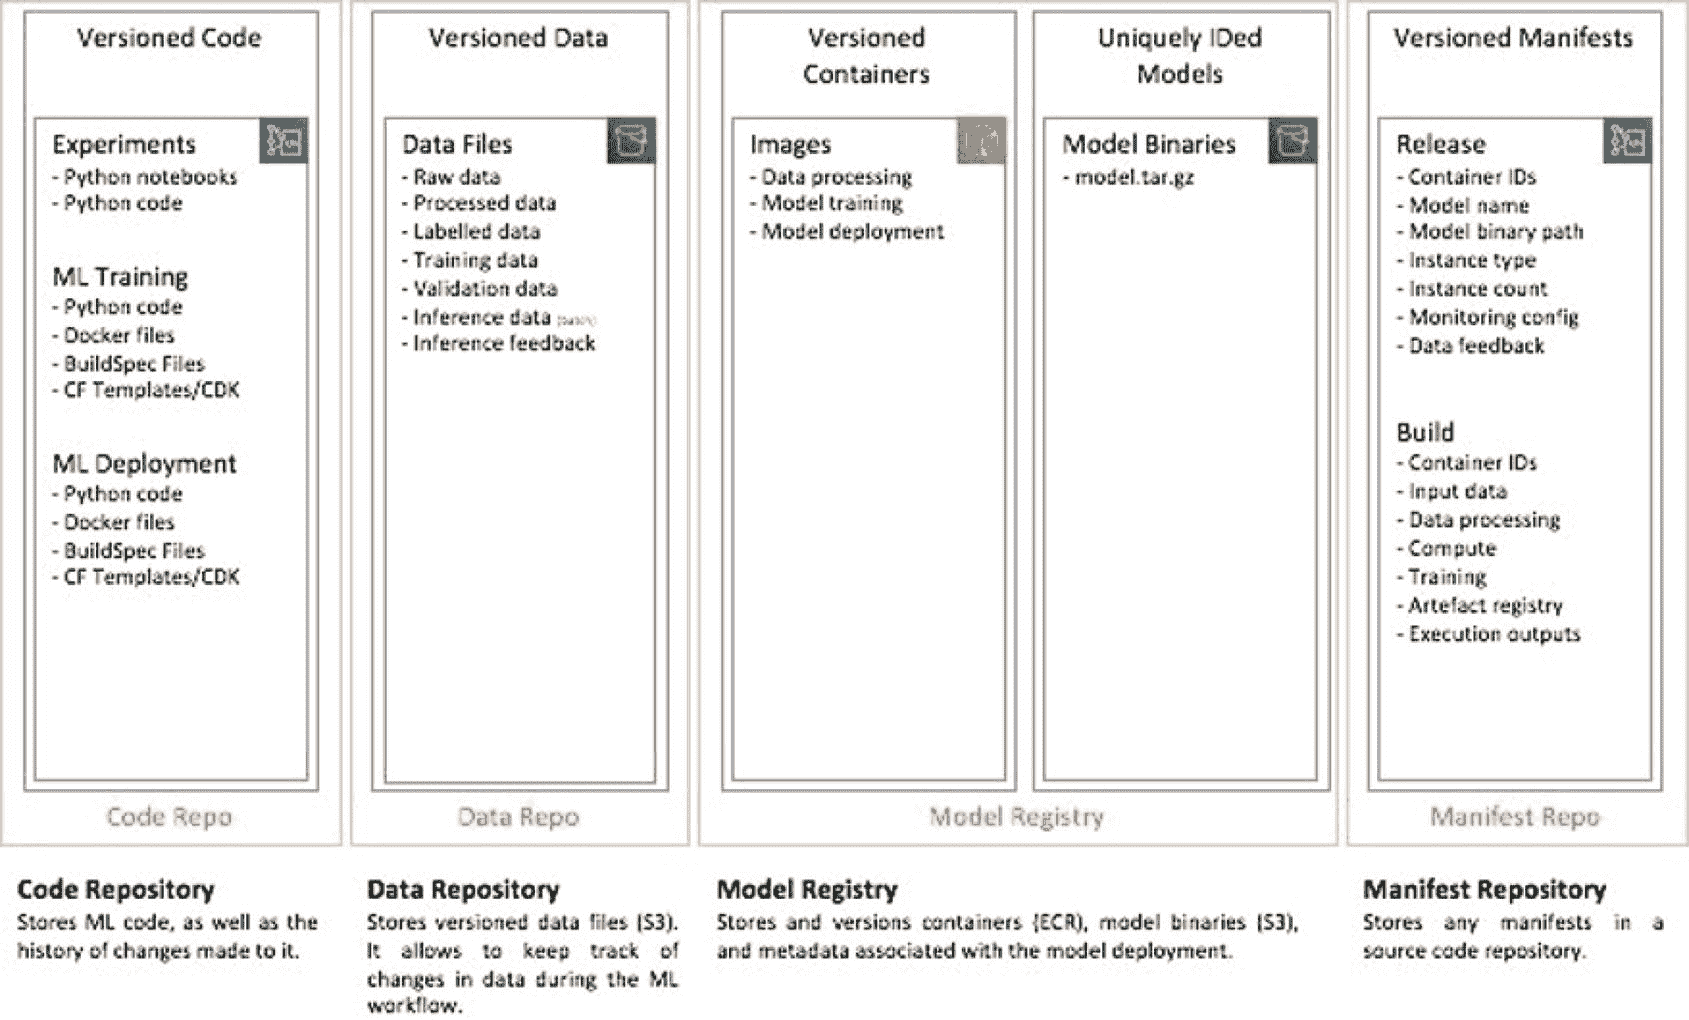 Versioned Code
Experiments
- Python notebooks
- Python code
ML Training
- Python code
- Docker files
- BuildSpec Files
- CF Templates/CDK
ML Deployment
- Python code
- Docker files
- BuildSpec Files
- CF Templates/CDK
Code Repo
Versioned Data
Data Files
- Raw data
- Processed data
- Labelled data
- Training data
- Validation data
- Inference data
- Inference feedback
Data Repo
Versioned
Containers
Images
- Data processing
- Model training
- Model deployment
Uniquely IDed
Models
Model Binaries
- model.tar.gz
Model Registry
Versioned Manifests
Release
- Container IDs
- Model name
- Model binary path
- Instance type
- Instance count
- Monitoring config
- Data feedback
Build
- Container IDs
- Input data
- Data processing
- Compute
- Training
- Artefact registry
- Execution outputs
Manifest Repo
Code Repository
Stores ML code, as well as the
history of changes made to it.
Data Repository
Stores versioned data files (S3).
It allows to keep track of
changes in data during the ML
workflow.
Model Registry
Stores and versions containers (ECR), model binaries (S3),
and metadata associated with the model deployment.
Manifest Repository
Stores any manifests in a
source code repository.